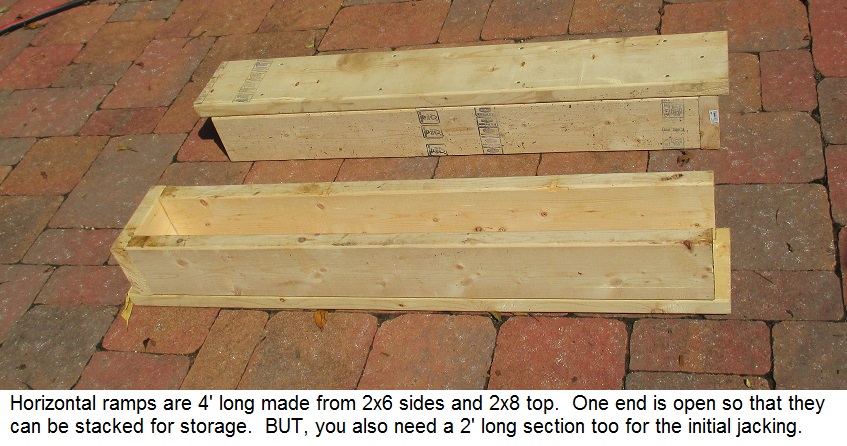 Horizontal ramps are 4' long made from 2x6 sides and 2x8 top.  One end is open so that they
can be stacked for storage.  BUT, you also need a 2' long section too for the initial jacking.